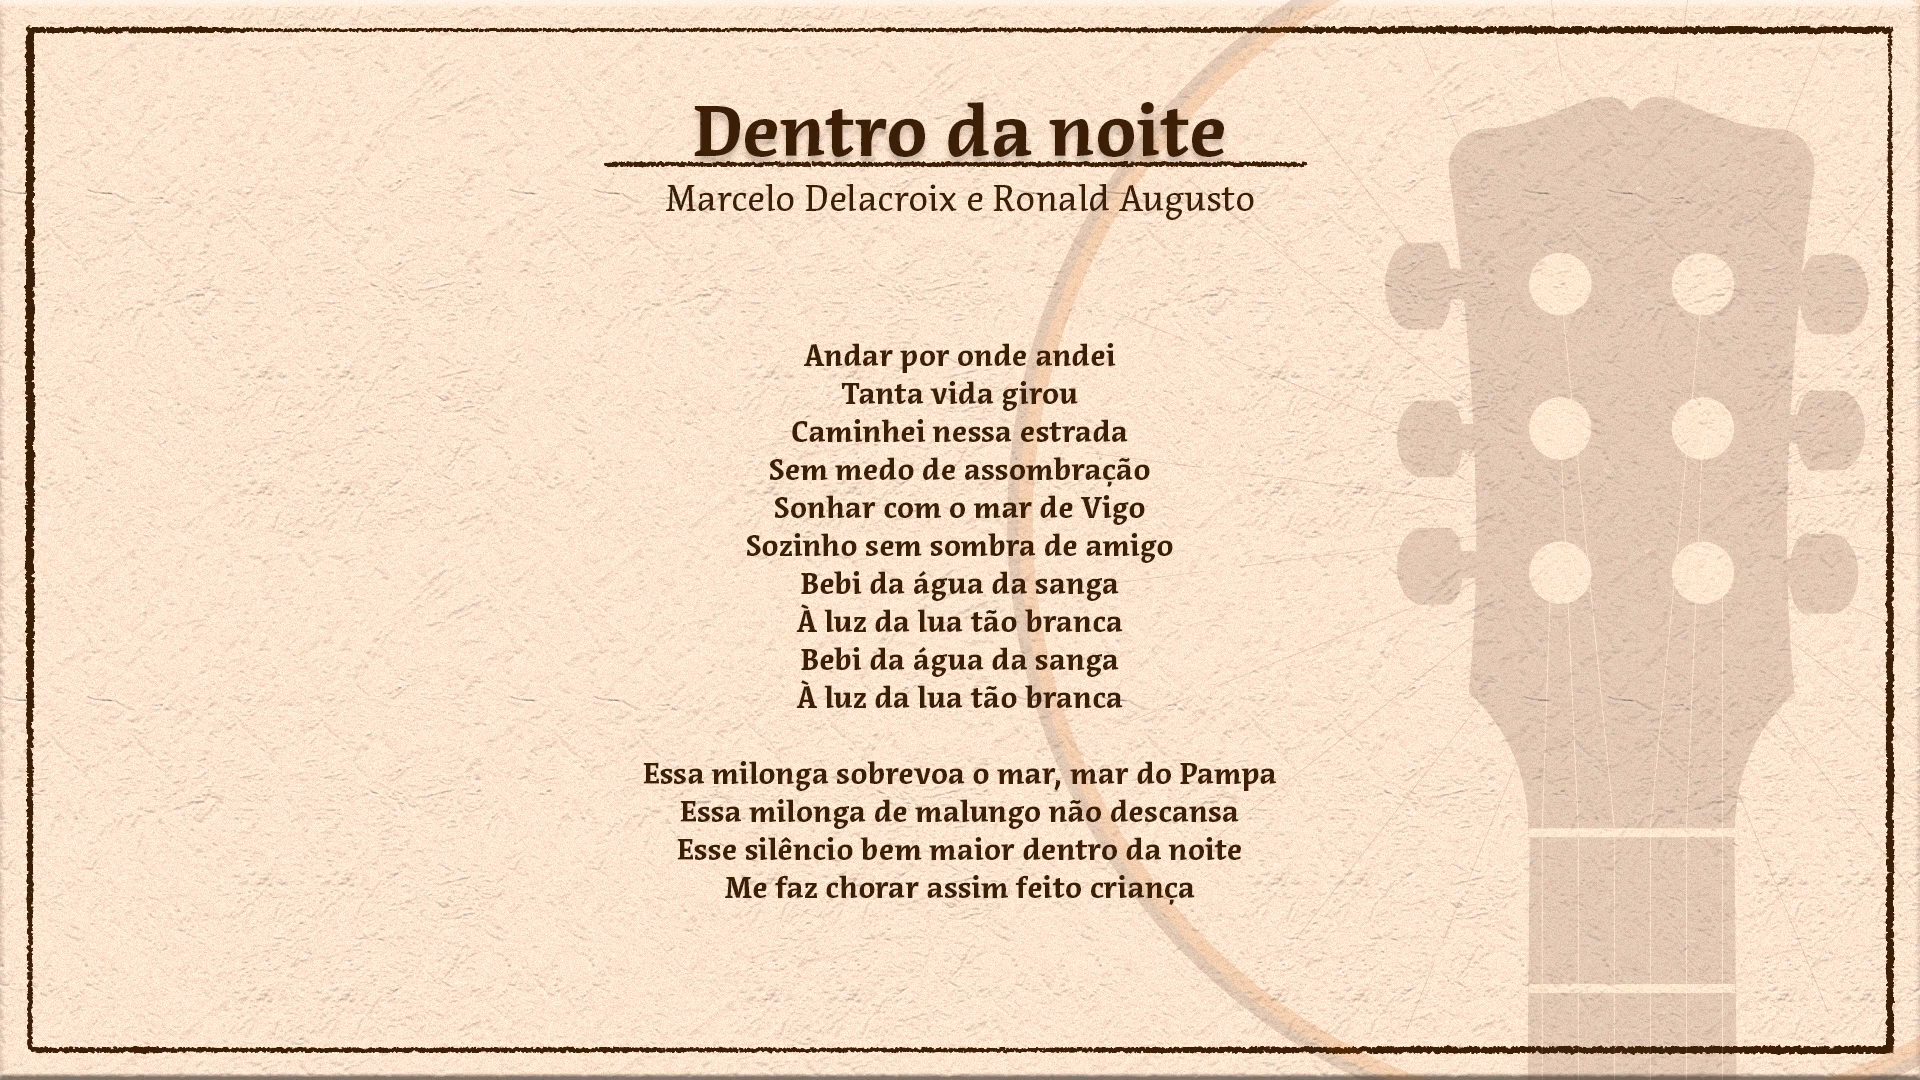 Dentro da noite
Marcelo Delacroix e Ronald Augusto
Andar por onde andei
Tanta vida girou
Caminhei nessa estrada
Sem medo de assombração
Sonhar com o mar de Vigo
Sozinho sem sombra de amigo
Bebi da água da sanga
À luz da lua tão branca
Bebi da água da sanga
À luz da lua tão branca
Essa milonga sobrevoa o mar, mar do Pampa
Essa milonga de malungo não descansa
Esse silêncio bem maior dentro da noite
Me faz chorar assim feito criança